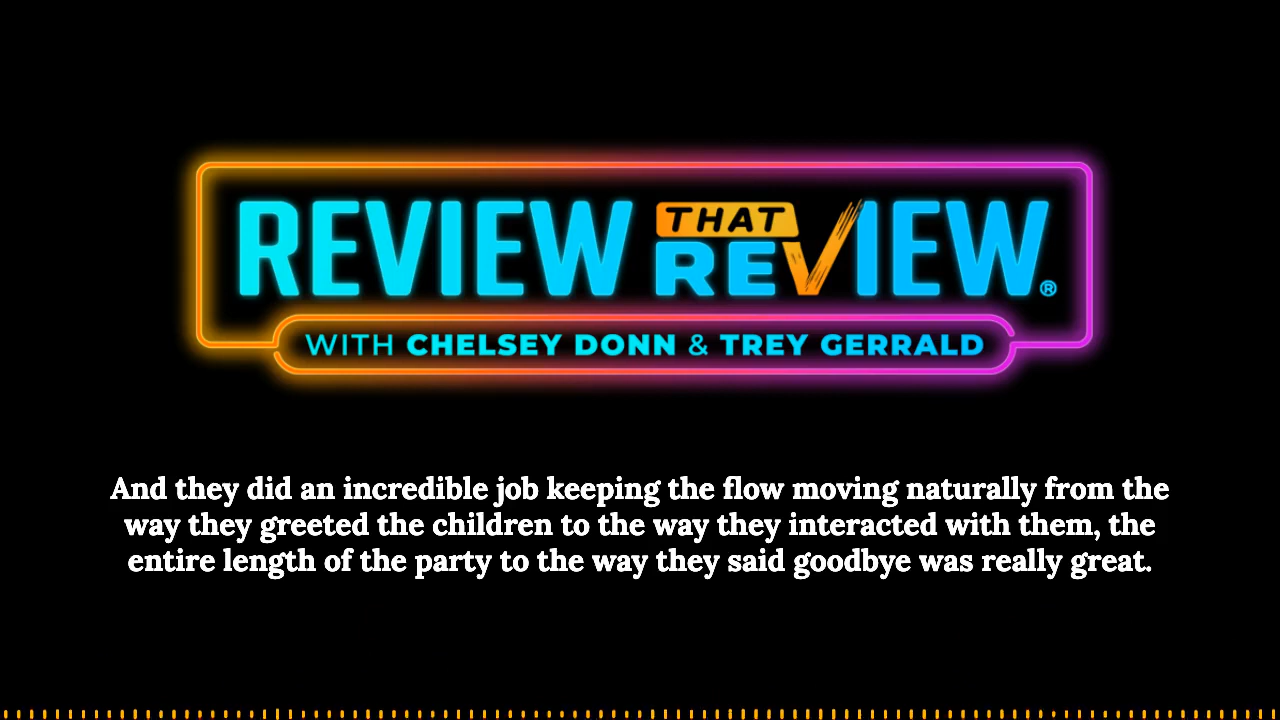 REVIEW THAT REVIEW®
WITH CHELSEY DONN & TREY GERRALD
And they did an incredible job keeping the flow moving naturally from the
way they greeted the children to the way they interacted with them, the
entire length of the party to the way they said goodbye was really great.